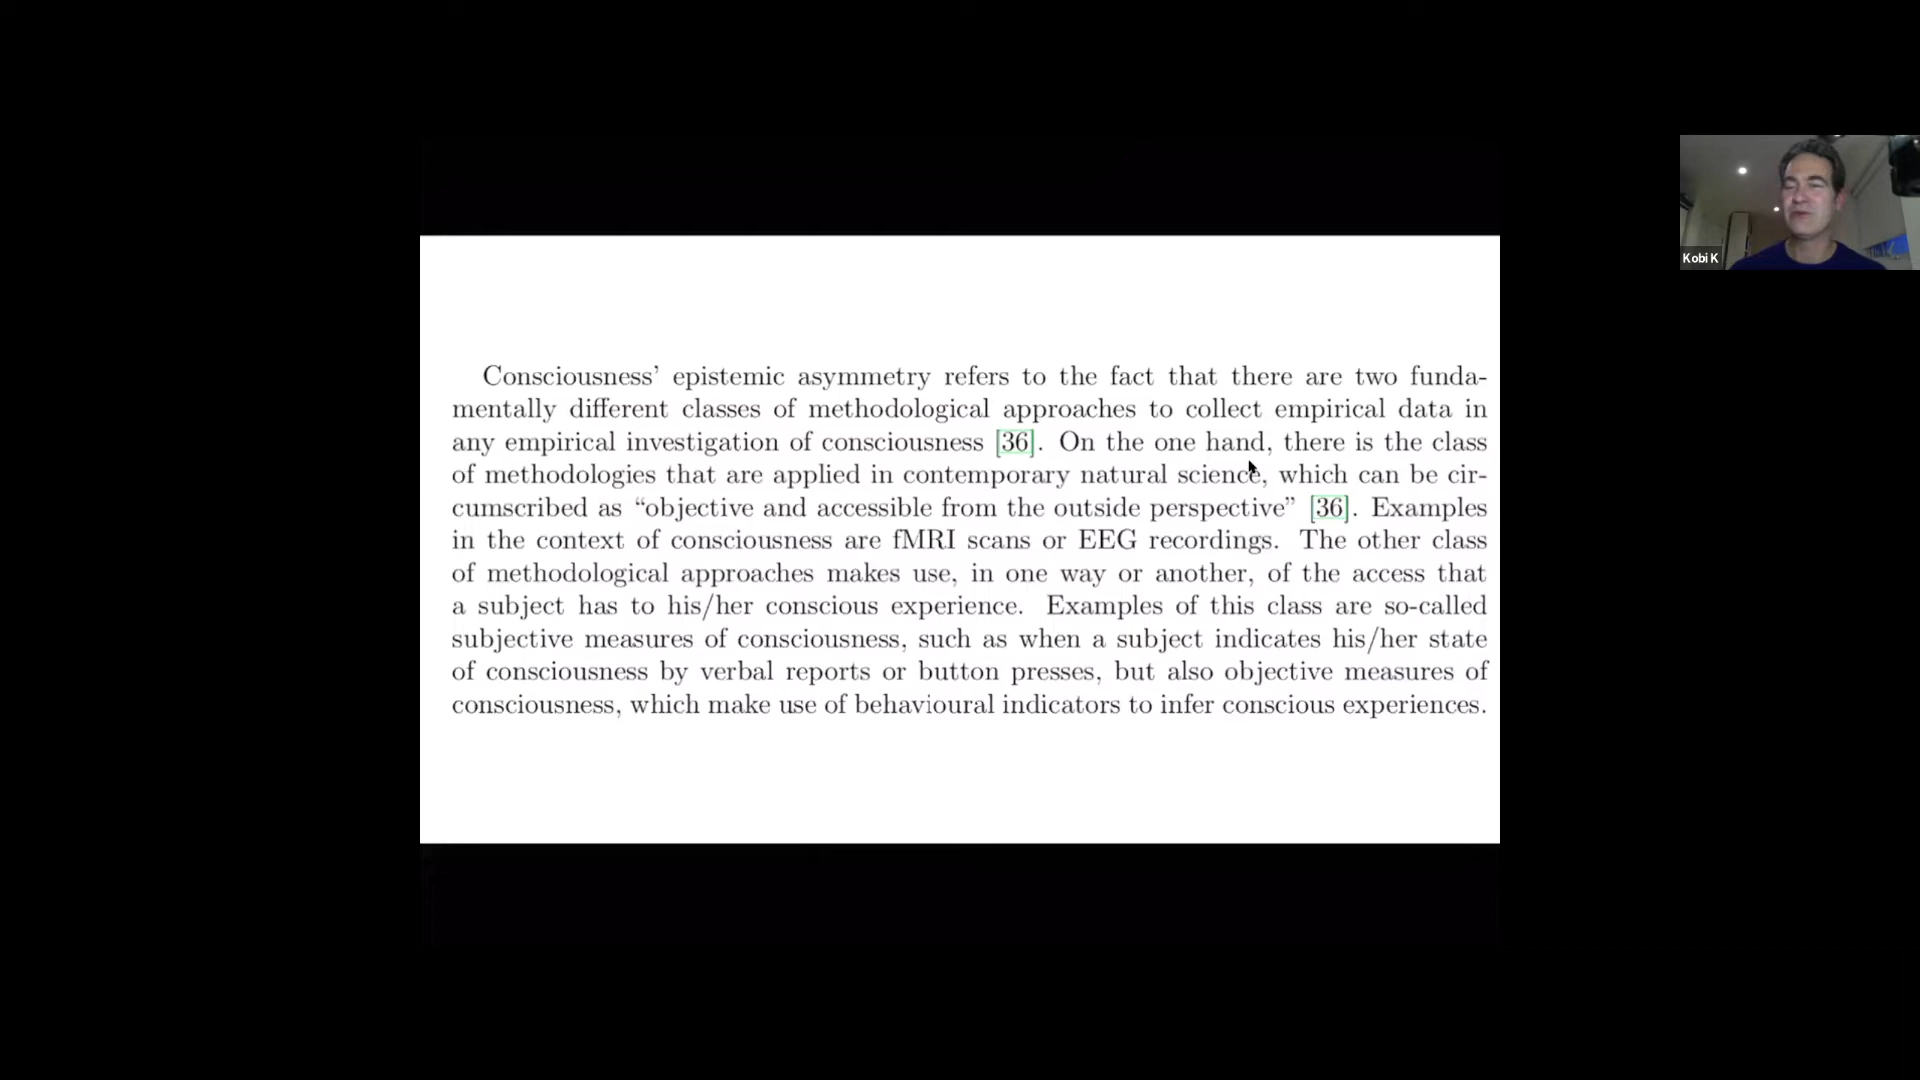 Consciousness’ epistemic asymmetry refers to the fact that there are two funda-
mentally different classes of methodological approaches to collect empirical data in
any empirical investigation of consciousness [36]. On the one hand, there is the class
of methodologies that are applied in contemporary natural science, which can be cir-
cumscribed as “objective and accessible from the outside perspective” [36]. Examples
in the context of consciousness are fMRI scans or EEG recordings. The other class
of methodological approaches makes use, in one way or another, of the access that
a subject has to his/her conscious experience. Examples of this class are so-called
subjective measures of consciousness, such as when a subject indicates his/her state
of consciousness by verbal reports or button presses, but also objective measures of
consciousness, which make use of behavioural indicators to infer conscious experiences.
Kobi K